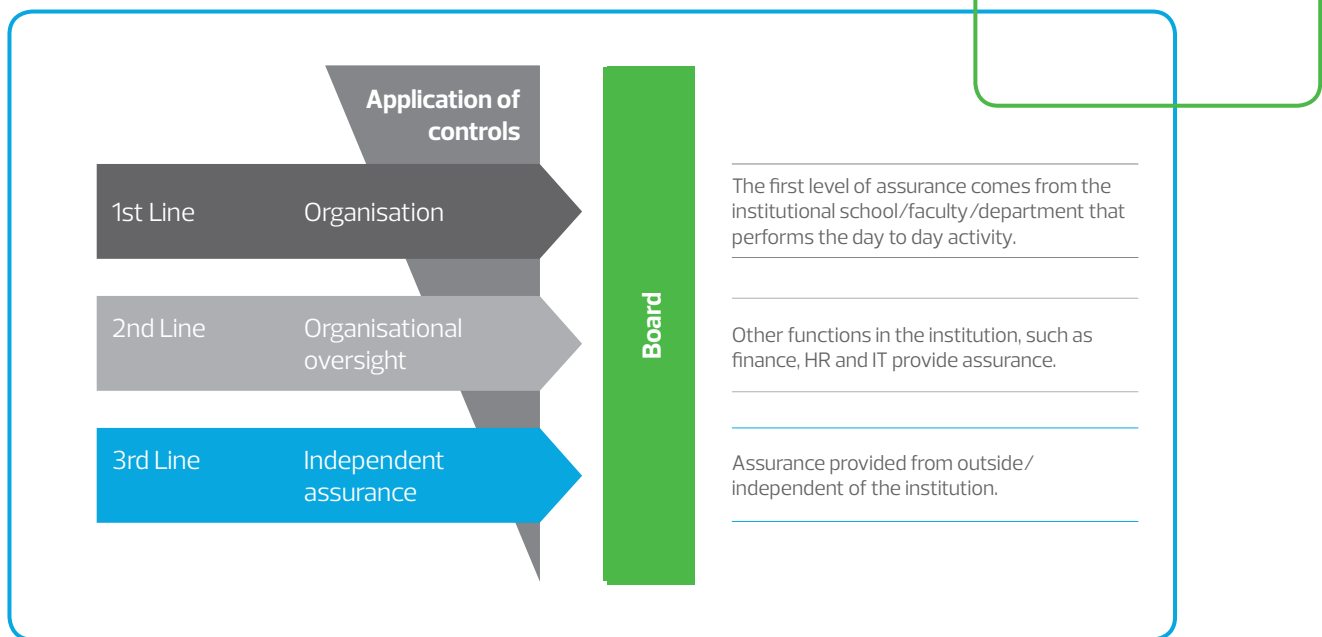 Application of
controls
1st Line
Organisation
The first level of assurance comes from the
institutional school/faculty/department that
performs the day to day activity.
2nd Line
Organisational
oversight
Board
Other functions in the institution, such as
finance, HR and IT provide assurance.
3rd Line
Independent
assurance
Assurance provided from outside/
independent of the institution.